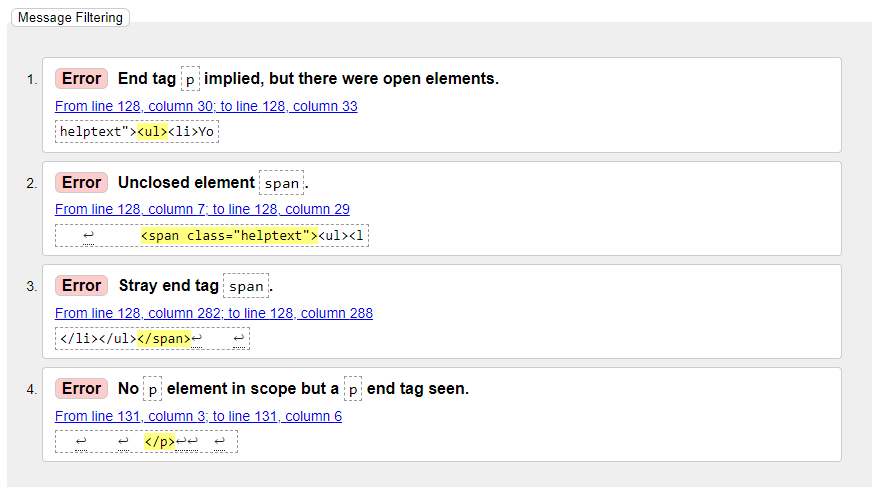 Message Filtering
1. Error End tag p implied, but there were open elements.
From line 128, column 30; to line 128, column 33
helptext"><ul><li>Yo
2. Error Unclosed element span.
From line 128, column 7; to line 128, column 29
↩ <span class="helptext"><ul><l
3. Error Stray end tag span.
From line 128, column 282; to line 128, column 288
</li></ul></span>↩ ↩
4. Error No p element in scope but a p end tag seen.
From line 131, column 3; to line 131, column 6
↩ ↩ </p>↩↩ ↩